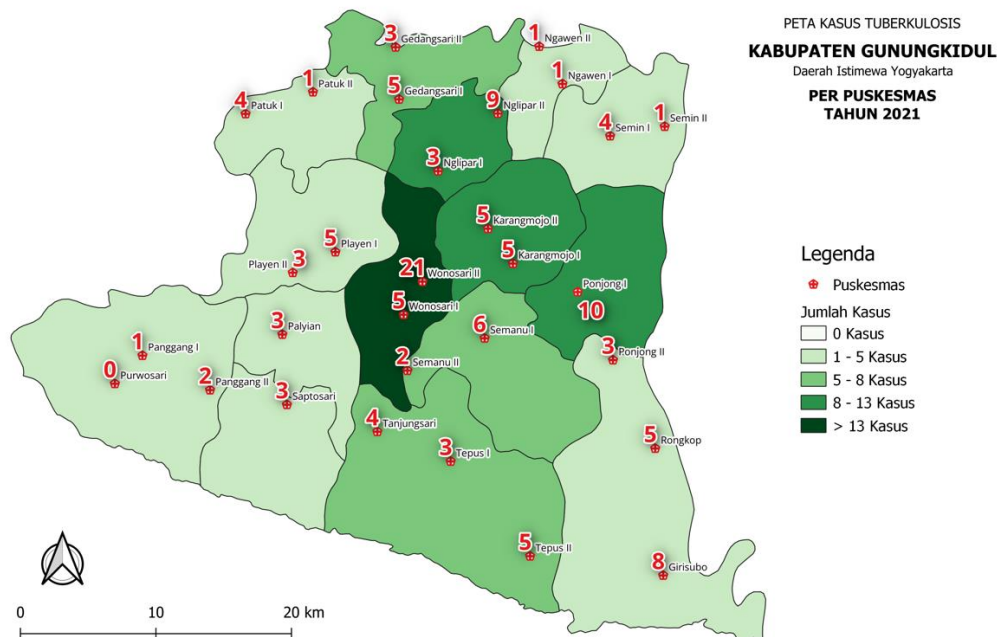 PETA KASUS TUBERKULOSIS
KABUPATEN GUNUNGKIDUL
Daerah Istimewa Yogyakarta
PER PUSKESMAS
TAHUN 2021
3 Gedangsari II
1 Ngawen II
1 Patuk II
5 Gedangsari I
1 Ngawen I
4 Patuk I
9 Nglipar II
4 Semin I
1 Semin II
3 Nglipar I
5 Karangmojo II
5 Playen I
Playen II 3
5 Karangmojo I
21 Wonosari II
Ponjong I
10
5 Wonosari I
3 Palyian
6 Semanu I
1 Panggang I
3 Ponjong II
0 Purwosari
2 Panggang II
2 Semanu II
3 Saptosari
4 Tanjungsari
3 Tepus I
5 Rongkop
5 Tepus II
8 Girisubo
Legenda
Puskesmas
Jumlah Kasus
0 Kasus
1 - 5 Kasus
5 - 8 Kasus
8 - 13 Kasus
> 13 Kasus
0 10 20 km